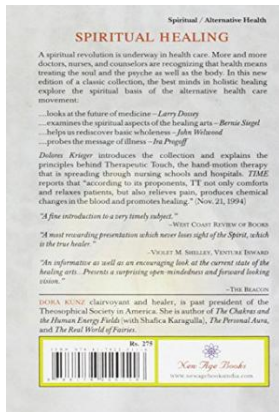 Spiritual / Alternative Health
SPIRITUAL HEALING
A spiritual revolution is underway in health care. More and more
doctors, nurses, and counselors are recognizing that health means
treating the soul and the psyche as well as the body. In this new
edition of a classic collection, the best minds in holistic healing
explore the spiritual basis of the alternative health care
movement:
....looks at the future of medicine – Larry Dossey
....examines the spiritual aspects of the healing arts – Bernie Siegel
....helps us rediscover basic wholeness – John Welwood
....probes the message of illness – Ira Progoff
Dolores Krieger introduces the collection and explains the
principles behind Therapeutic Touch, the hand-motion therapy
that is spreading through nursing schools and hospitals. TIME
reports that "according to its proponents, TT not only comforts
and relaxes patients, but also relieves pain, produces chemical
changes in the blood and promotes healing." (Nov. 21, 1994)
"A fine introduction to a very timely subject."
–WEST COAST REVIEW OF BOOKS
"A most rewarding presentation which never loses sight of the Spirit, which
is the true healer."
–VIOLET M. SHELLEY, VENTURE INWARD
"An informative as well as an encouraging look at the current state of the
healing arts...Presents a surprising open-mindedness and forward looking
vision."
–THE BEACON
DORA KUNZ clairvoyant and healer, is past president of the
Theosophical Society in America. She is author of The Chakras and
the Human Energy Fields (with Shafica Karagulla), The Personal Aura,
and The Real World of Fairies.
Rs. 275
New Age Books
www.newagebooksindia.com